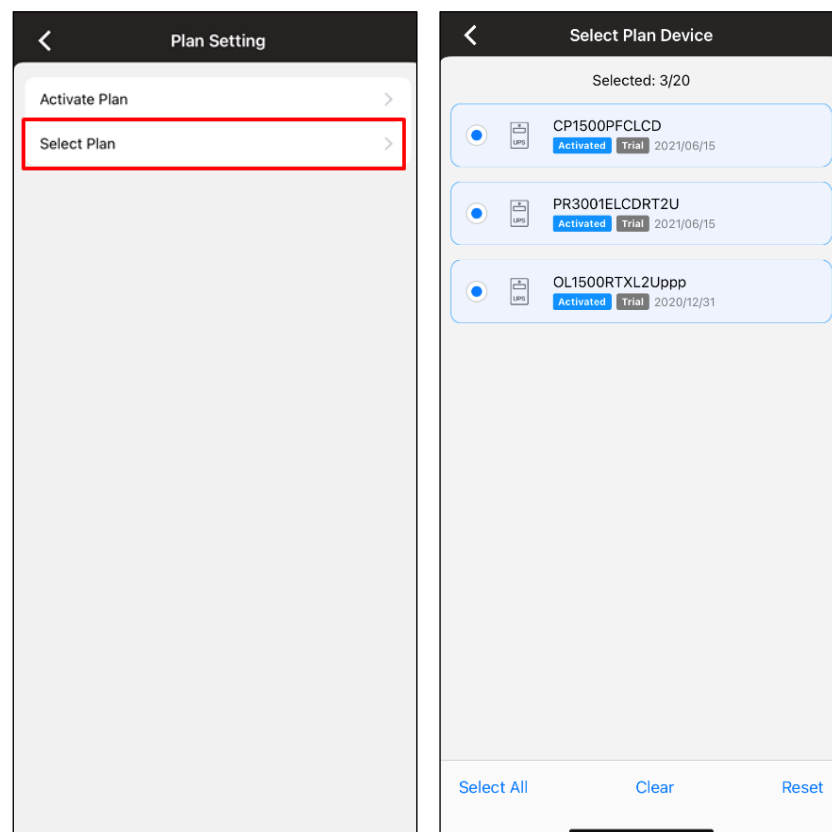 Plan Setting
Activate Plan
Select Plan
Select Plan Device
Selected: 3/20
UPS
CP1500PFCLCD
Activated Trial 2021/06/15
UPS
PR3001ELCDRT2U
Activated Trial 2021/06/15
UPS
OL1500RTXL2Uppp
Activated Trial 2020/12/31
Select All Clear Reset